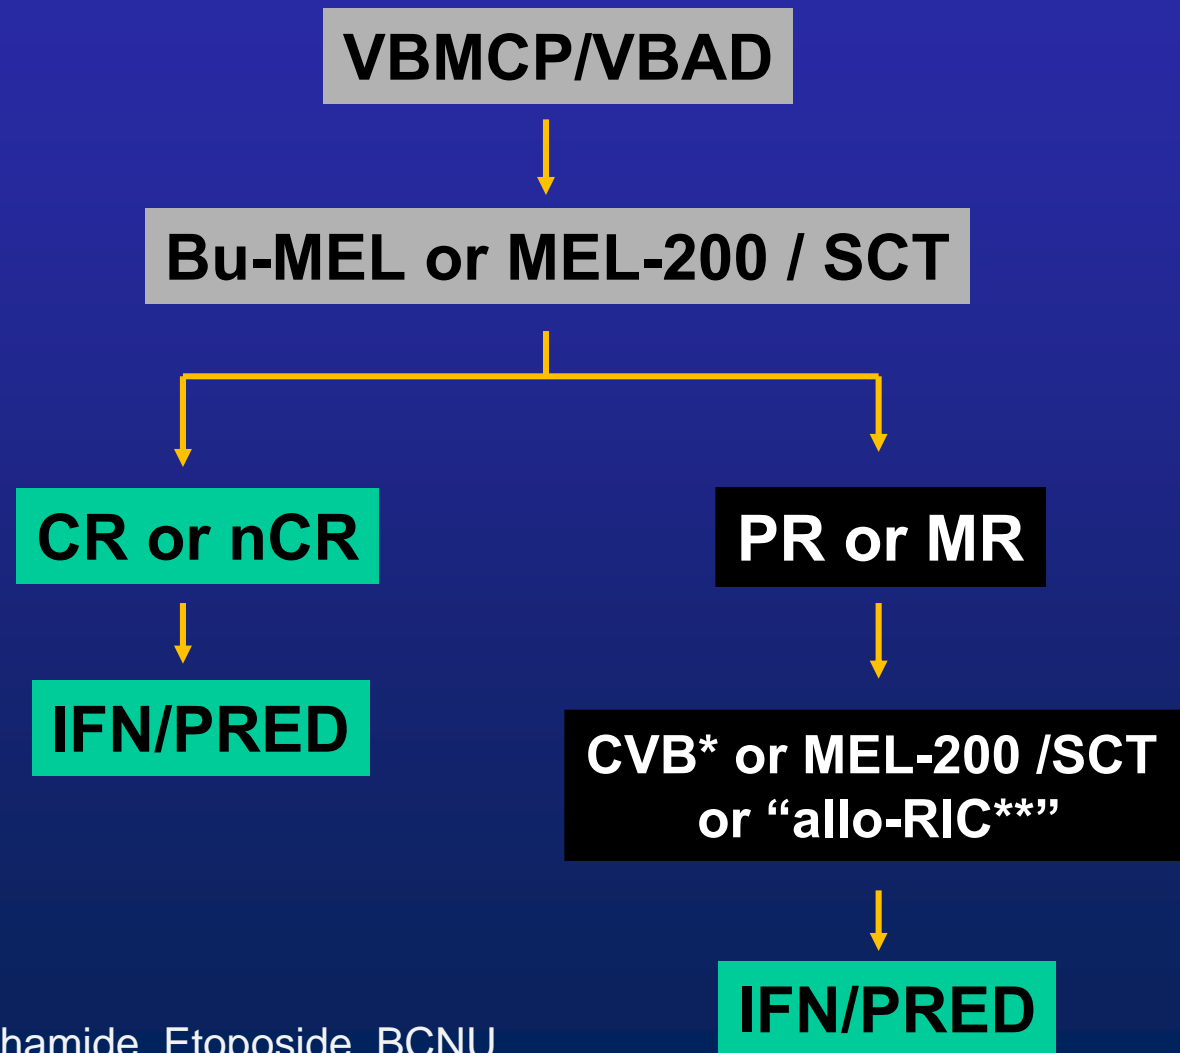 VBMCP/VBAD
Bu-MEL or MEL-200 / SCT
CR or nCR
PR or MR
IFN/PRED
CVB* or MEL-200 /SCT
or “allo-RIC**”
IFN/PRED
hamide, Etoposide, BCNU